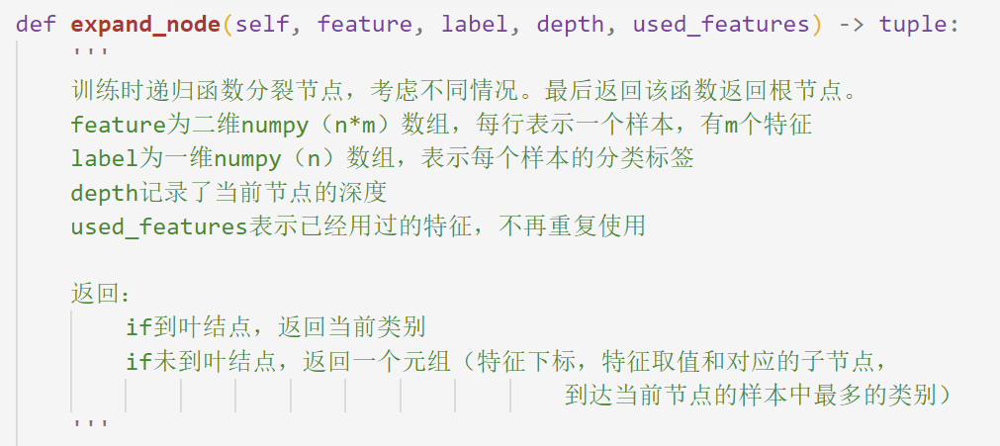 def expand_node(self, feature, label, depth, used_features) -> tuple:
'''
训练时递归函数分裂节点，考虑不同情况。最后返回该函数返回根节点。
feature为二维numpy（n*m）数组，每行表示一个样本，有m个特征
label为一维numpy（n）数组，表示每个样本的分类标签
depth记录了当前节点的深度
used_features表示已经用过的特征，不再重复使用
返回：
if到叶结点，返回当前类别
if未到叶结点，返回一个元组（特征下标，特征取值和对应的子节点，
到达当前节点的样本中最多的类别）
'''